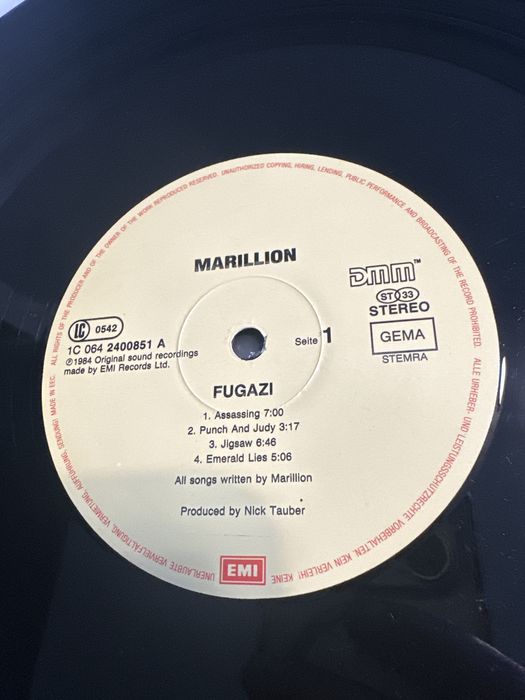 MARILLION
DMM™
ST 33
STEREO
GEMA
STEMRA
LC 0542
1C 064 2400851 A
℗1984 Original sound recordings
made by EMI Records Ltd.
Seite 1
FUGAZI
1. Assassing 7:00
2. Punch And Judy 3:17
3. Jigsaw 6:46
4. Emerald Lies 5:06
All songs written by Marillion
Produced by Nick Tauber
EMI
ALL RIGHTS OF THE PRODUCER AND OF THE OWNER OF THE WORK REPRODUCED RESERVED. UNAUTHORIZED COPYING, HIRING, LENDING, PUBLIC PERFORMANCE AND BROADCASTING OF THE RECORD PROHIBITED. ALLE URHEBER- UND LEISTUNGSSCHUTZRECHTE VORBEHALTEN. KEIN VERLEIH! KEINE UNERLAUBTE VERVIELFÄLTIGUNG, VERMIETUNG, AUFFÜHRUNG, SENDUNG. MADE IN EEC.